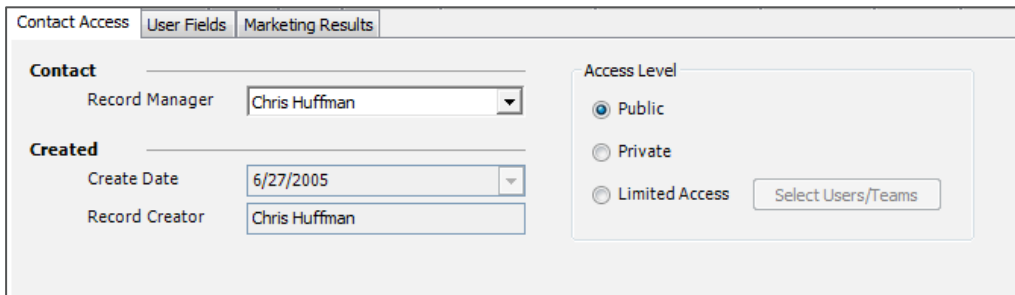 Contact Access User Fields Marketing Results
Contact
Record Manager Chris Huffman
Created
Create Date 6/27/2005
Record Creator Chris Huffman
Access Level
Public
Private
Limited Access Select Users/Teams